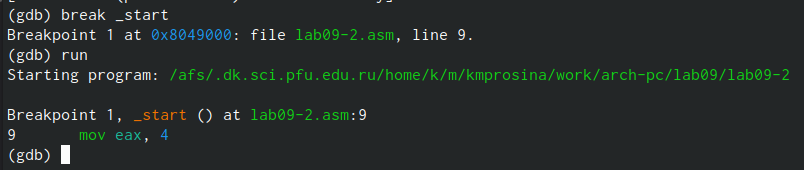 (gdb) break _start
Breakpoint 1 at 0x8049000: file lab09-2.asm, line 9.
(gdb) run
Starting program: /afs/.dk.sci.pfu.edu.ru/home/k/m/kmprosina/work/arch-pc/lab09/lab09-2

Breakpoint 1, _start () at lab09-2.asm:9
9	mov eax, 4
(gdb)